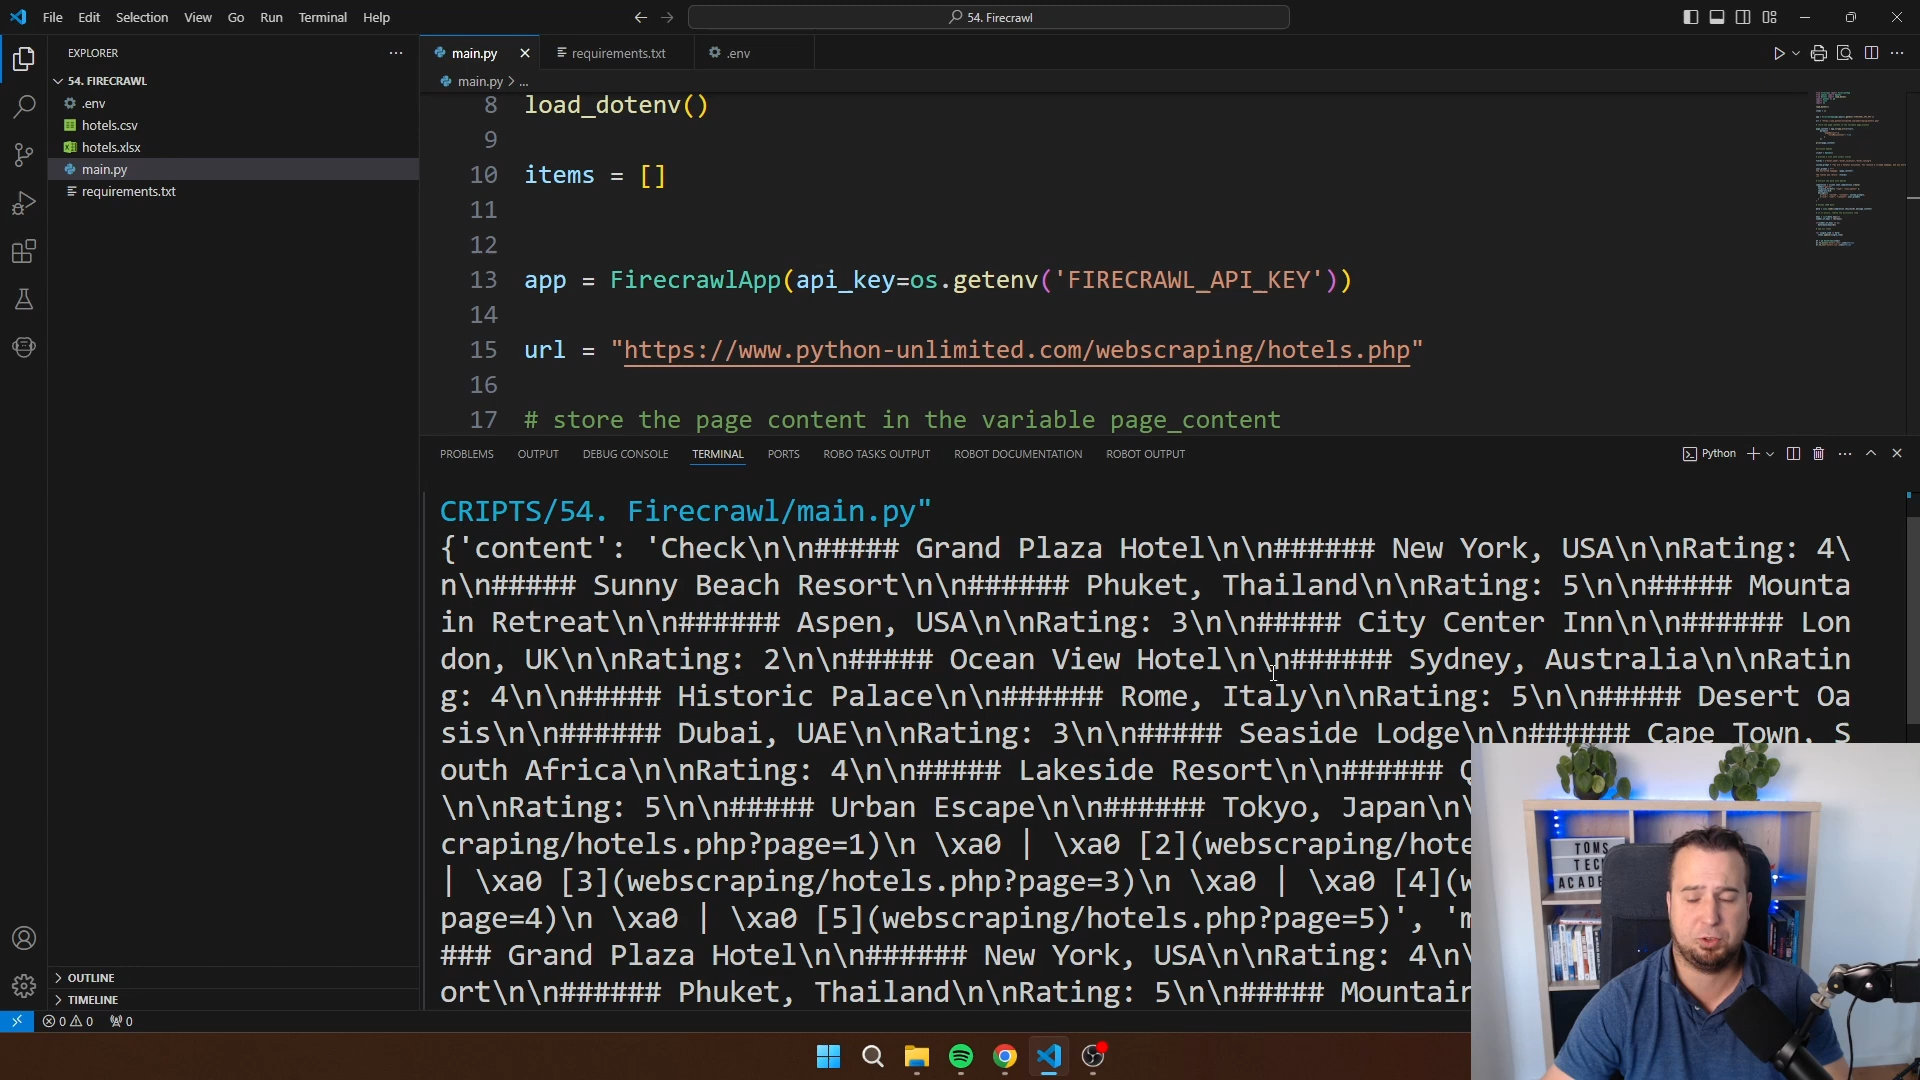 File Edit Selection View Go Run Terminal Help
54. Firecrawl
EXPLORER
54. FIRECRAWL
.env
hotels.csv
hotels.xlsx
main.py
requirements.txt
OUTLINE
TIMELINE
main.py requirements.txt .env
main.py > ...
8 load_dotenv()
9
10 items = []
11
12
13 app = FirecrawlApp(api_key=os.getenv('FIRECRAWL_API_KEY'))
14
15 url = "https://www.python-unlimited.com/webscraping/hotels.php"
16
17 # store the page content in the variable page_content
PROBLEMS OUTPUT DEBUG CONSOLE TERMINAL PORTS ROBO TASKS OUTPUT ROBOT DOCUMENTATION ROBOT OUTPUT
Python
CRIPTS/54. Firecrawl/main.py"
{'content': 'Check\n\n##### Grand Plaza Hotel\n\n###### New York, USA\n\nRating: 4\
n\n##### Sunny Beach Resort\n\n###### Phuket, Thailand\n\nRating: 5\n\n##### Mounta
in Retreat\n\n###### Aspen, USA\n\nRating: 3\n\n##### City Center Inn\n\n###### Lon
don, UK\n\nRating: 2\n\n##### Ocean View Hotel\n\n###### Sydney, Australia\n\nRatin
g: 4\n\n##### Historic Palace\n\n###### Rome, Italy\n\nRating: 5\n\n##### Desert Oa
sis\n\n###### Dubai, UAE\n\nRating: 3\n\n##### Seaside Lodge\n\n###### Cape Town, S
outh Africa\n\nRating: 4\n\n##### Lakeside Resort\n\n######
\n\nRating: 5\n\n##### Urban Escape\n\n###### Tokyo, Japan\n\
craping/hotels.php?page=1)\n \xa0 | \xa0 [2](webscraping/hote
| \xa0 [3](webscraping/hotels.php?page=3)\n \xa0 | \xa0 [4](w
page=4)\n \xa0 | \xa0 [5](webscraping/hotels.php?page=5)', 'm
### Grand Plaza Hotel\n\n###### New York, USA\n\nRating: 4\n\
ort\n\n###### Phuket, Thailand\n\nRating: 5\n\n##### Mountain
TOMS
TECH
ACADE
0 0 0